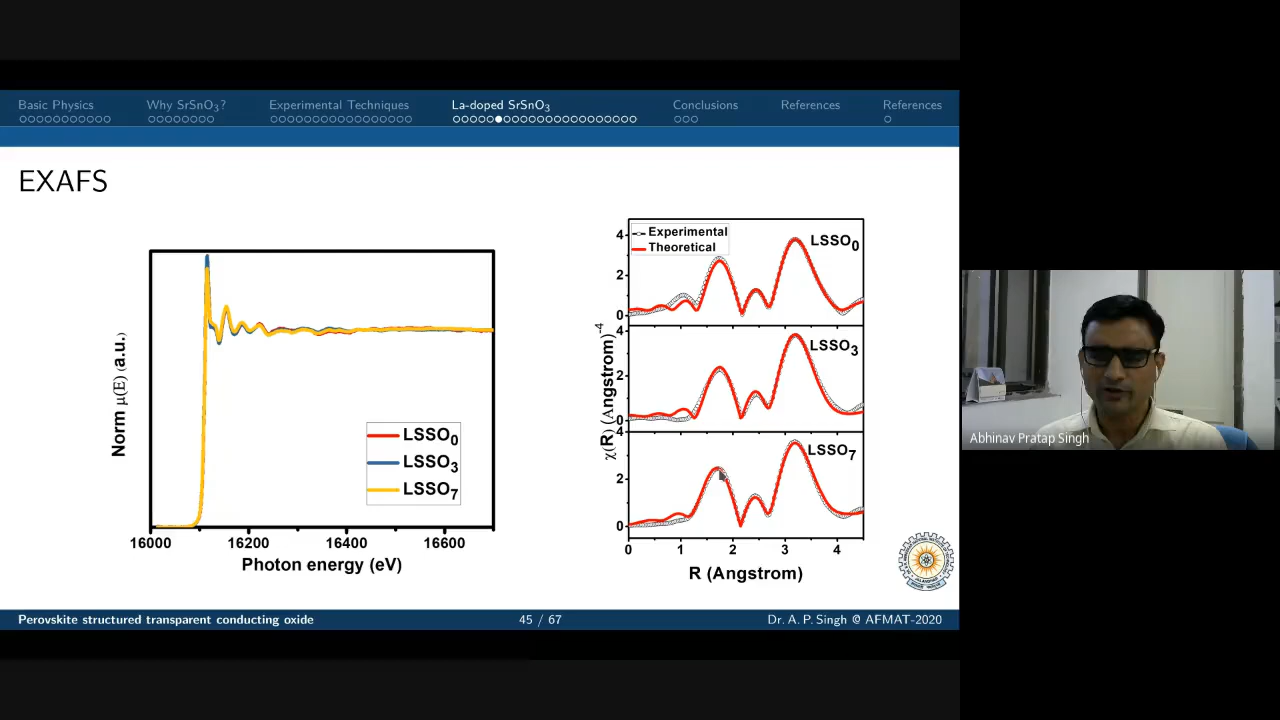 Basic Physics Why SrSnO₃? Experimental Techniques La-doped SrSnO₃ Conclusions References References
EXAFS
Norm μ(E) (a.u.)
LSSO₀
LSSO₃
LSSO₇
16000 16200 16400 16600
Photon energy (eV)
Experimental
Theoretical
LSSO₀
LSSO₃
LSSO₇
4
2
0
4
2
0
4
2
0
χ(R) (Angstrom)⁻⁴
0 1 2 3 4
R (Angstrom)
Abhinav Pratap Singh
Perovskite structured transparent conducting oxide 45 / 67 Dr. A. P. Singh @ AFMAT-2020